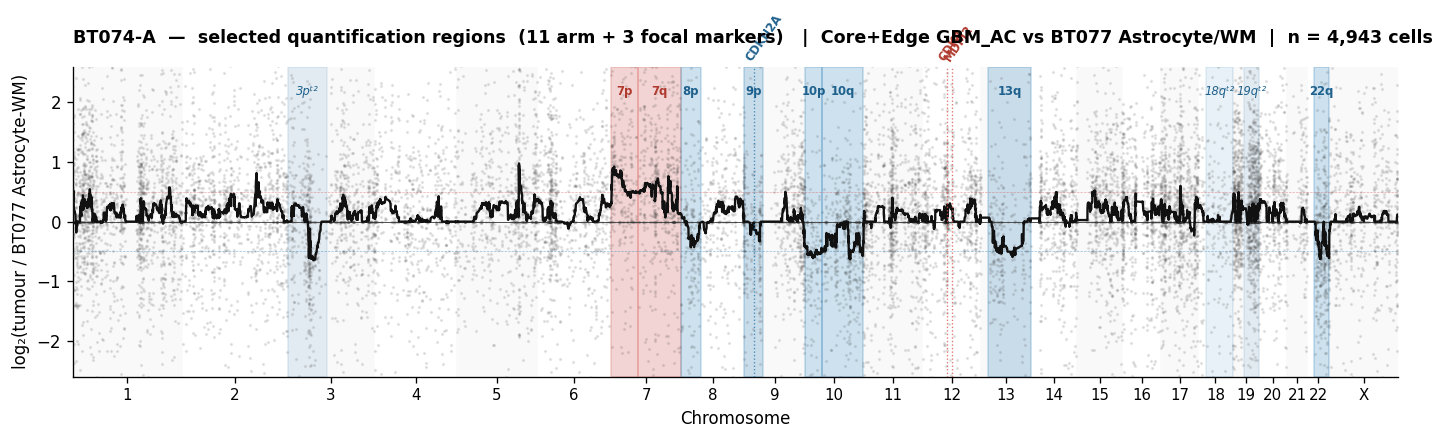 CDKN2A
BT074-A — selected quantification regions (11 arm + 3 focal markers) | Core+Edge GBM_AC vs BT077 Astrocyte/WM | n = 4,943 cells
3pᵗ² 7p 7q 8p 9p 10p 10q 13q 18qᵗ² 19qᵗ² 22q
log₂(tumour / BT077 Astrocyte-WM)
2
1
0
−1
−2
1 2 3 4 5 6 7 8 9 10 11 12 13 14 15 16 17 18 19 20 21 22 X
Chromosome